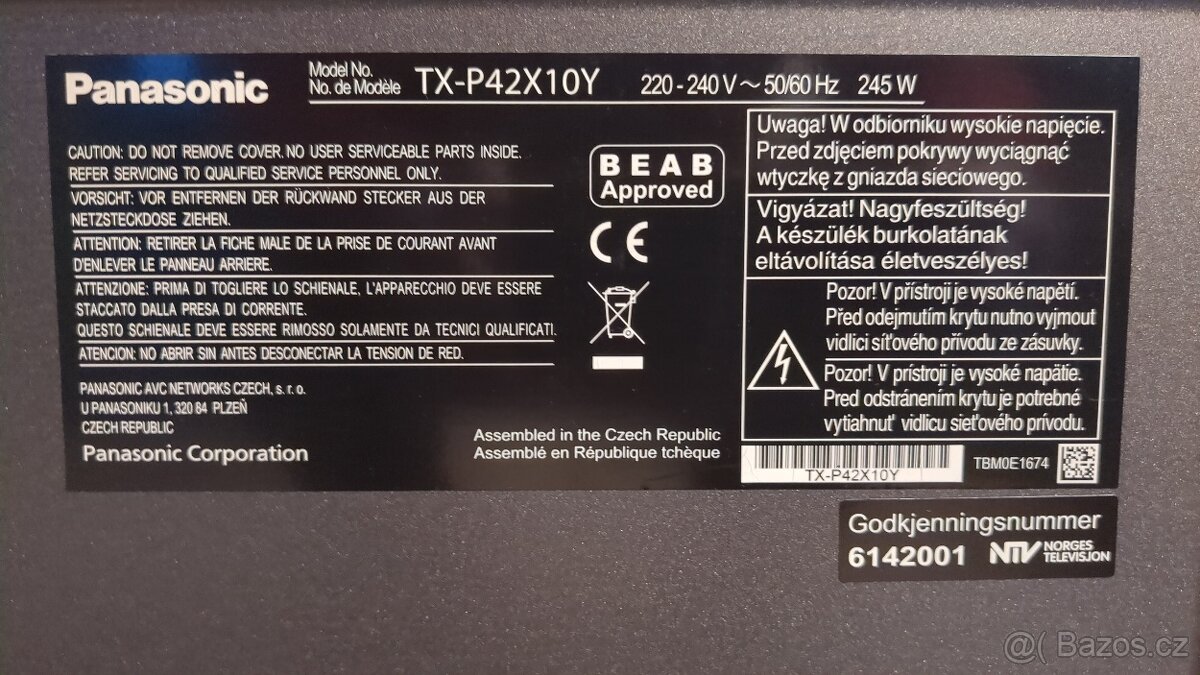 Panasonic
Model No.
No. de Modèle
TX-P42X10Y
220 - 240 V ~ 50/60 Hz 245 W
CAUTION: DO NOT REMOVE COVER. NO USER SERVICEABLE PARTS INSIDE.
REFER SERVICING TO QUALIFIED SERVICE PERSONNEL ONLY.
VORSICHT: VOR ENTFERNEN DER RÜCKWAND STECKER AUS DER
NETZSTECKDOSE ZIEHEN.
ATTENTION: RETIRER LA FICHE MALE DE LA PRISE DE COURANT AVANT
D'ENLEVER LE PANNEAU ARRIERE.
ATTENZIONE: PRIMA DI TOGLIERE LO SCHIENALE, L'APPARECCHIO DEVE ESSERE
STACCATO DALLA PRESA DI CORRENTE.
QUESTO SCHIENALE DEVE ESSERE RIMOSSO SOLAMENTE DA TECNICI QUALIFICATI.
ATENCION: NO ABRIR SIN ANTES DESCONECTAR LA TENSION DE RED.
PANASONIC AVC NETWORKS CZECH, s. r. o.
U PANASONIKU 1, 320 84 PLZEŇ
CZECH REPUBLIC
Panasonic Corporation
BEAB
Approved
CE
Assembled in the Czech Republic
Assemblé en République tchèque
Uwaga! W odbiorniku wysokie napięcie.
Przed zdjęciem pokrywy wyciągnąć
wtyczkę z gniazda sieciowego.
Vigyázat! Nagyfeszültség!
A készülék burkolatának
eltávolítása életveszélyes!
Pozor! V přístroji je vysoké napětí.
Před odejmutím krytu nutno vyjmout
vidlici síťového přívodu ze zásuvky.
Pozor! V prístroji je vysoké napätie.
Pred odstránením krytu je potrebné
vytiahnuť vidlicu sieťového prívodu.
TX-P42X10Y
TBM0E1674
Godkjenningsnummer
6142001 NTV NORGES
TELEVISJON
@( Bazos.cz